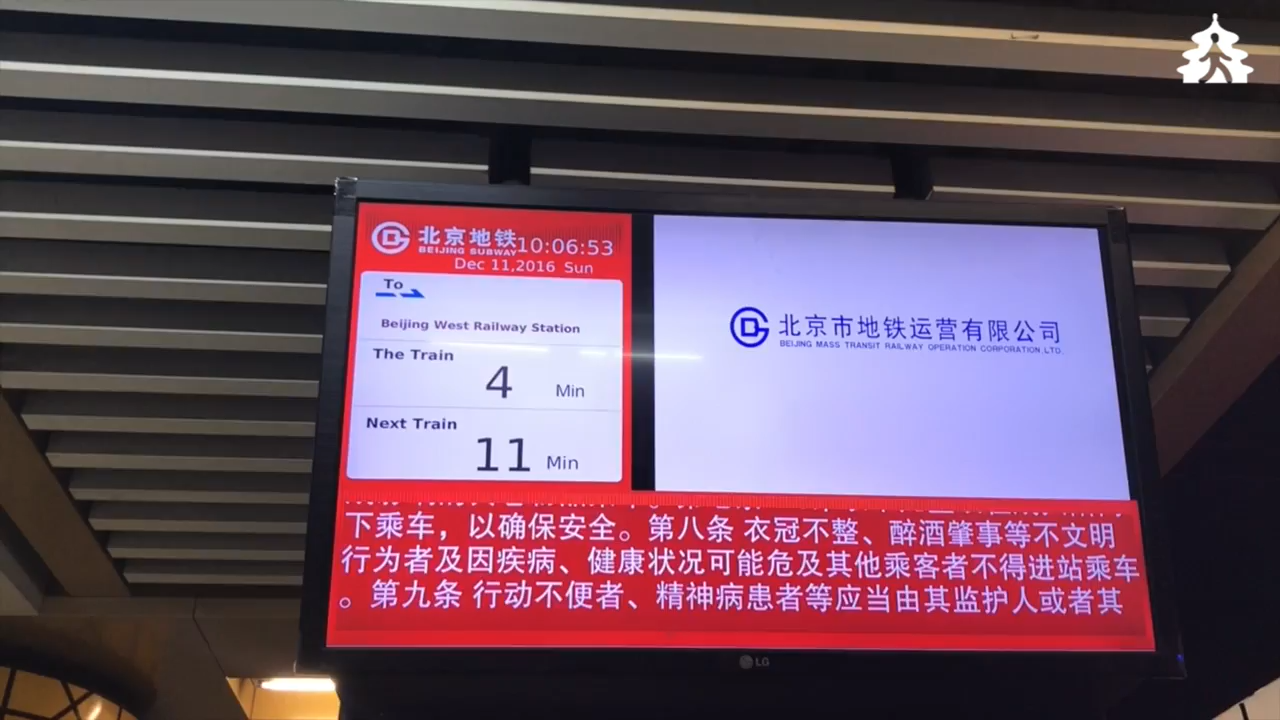 北京地铁
BEIJING SUBWAY
10:06:53
Dec 11,2016 Sun
To
Beijing West Railway Station
The Train
4 Min
Next Train
11 Min
北京市地铁运营有限公司
BEIJING MASS TRANSIT RAILWAY OPERATION CORPORATION.LTD.
下乘车，以确保安全。第八条 衣冠不整、醉酒肇事等不文明
行为者及因疾病、健康状况可能危及其他乘客者不得进站乘车
。第九条 行动不便者、精神病患者等应当由其监护人或者其
LG